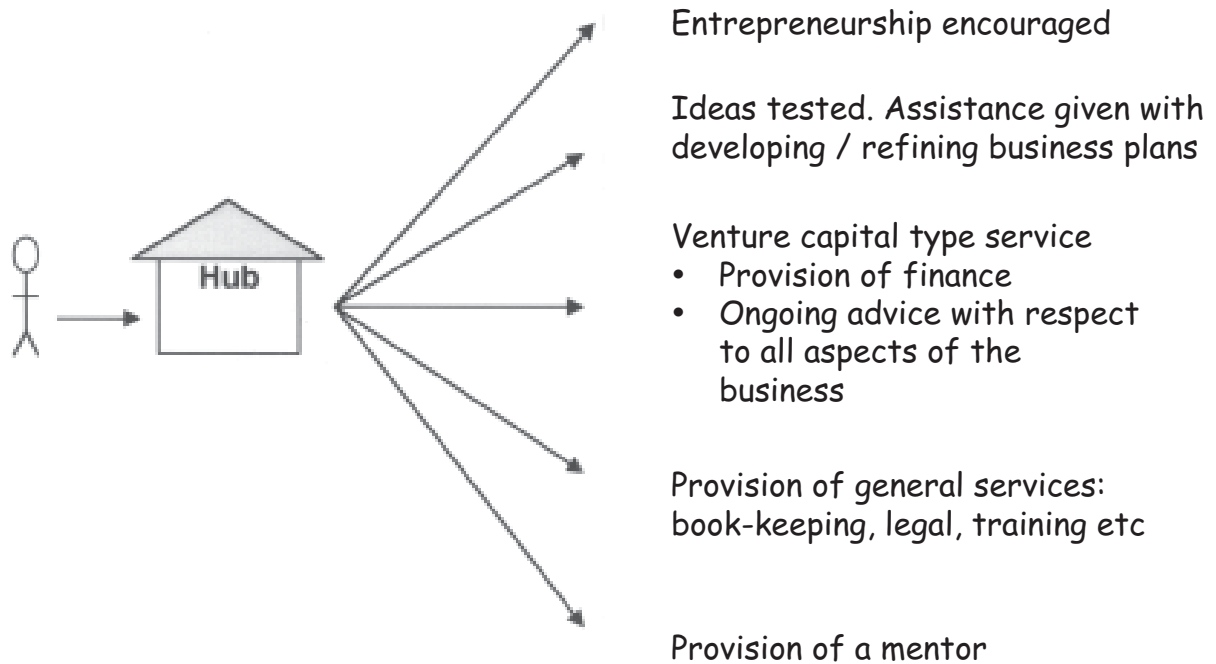 Entrepreneurship encouraged
Ideas tested. Assistance given with
developing / refining business plans
Hub
Venture capital type service
• Provision of finance
• Ongoing advice with respect
to all aspects of the
business
Provision of general services:
book-keeping, legal, training etc
Provision of a mentor